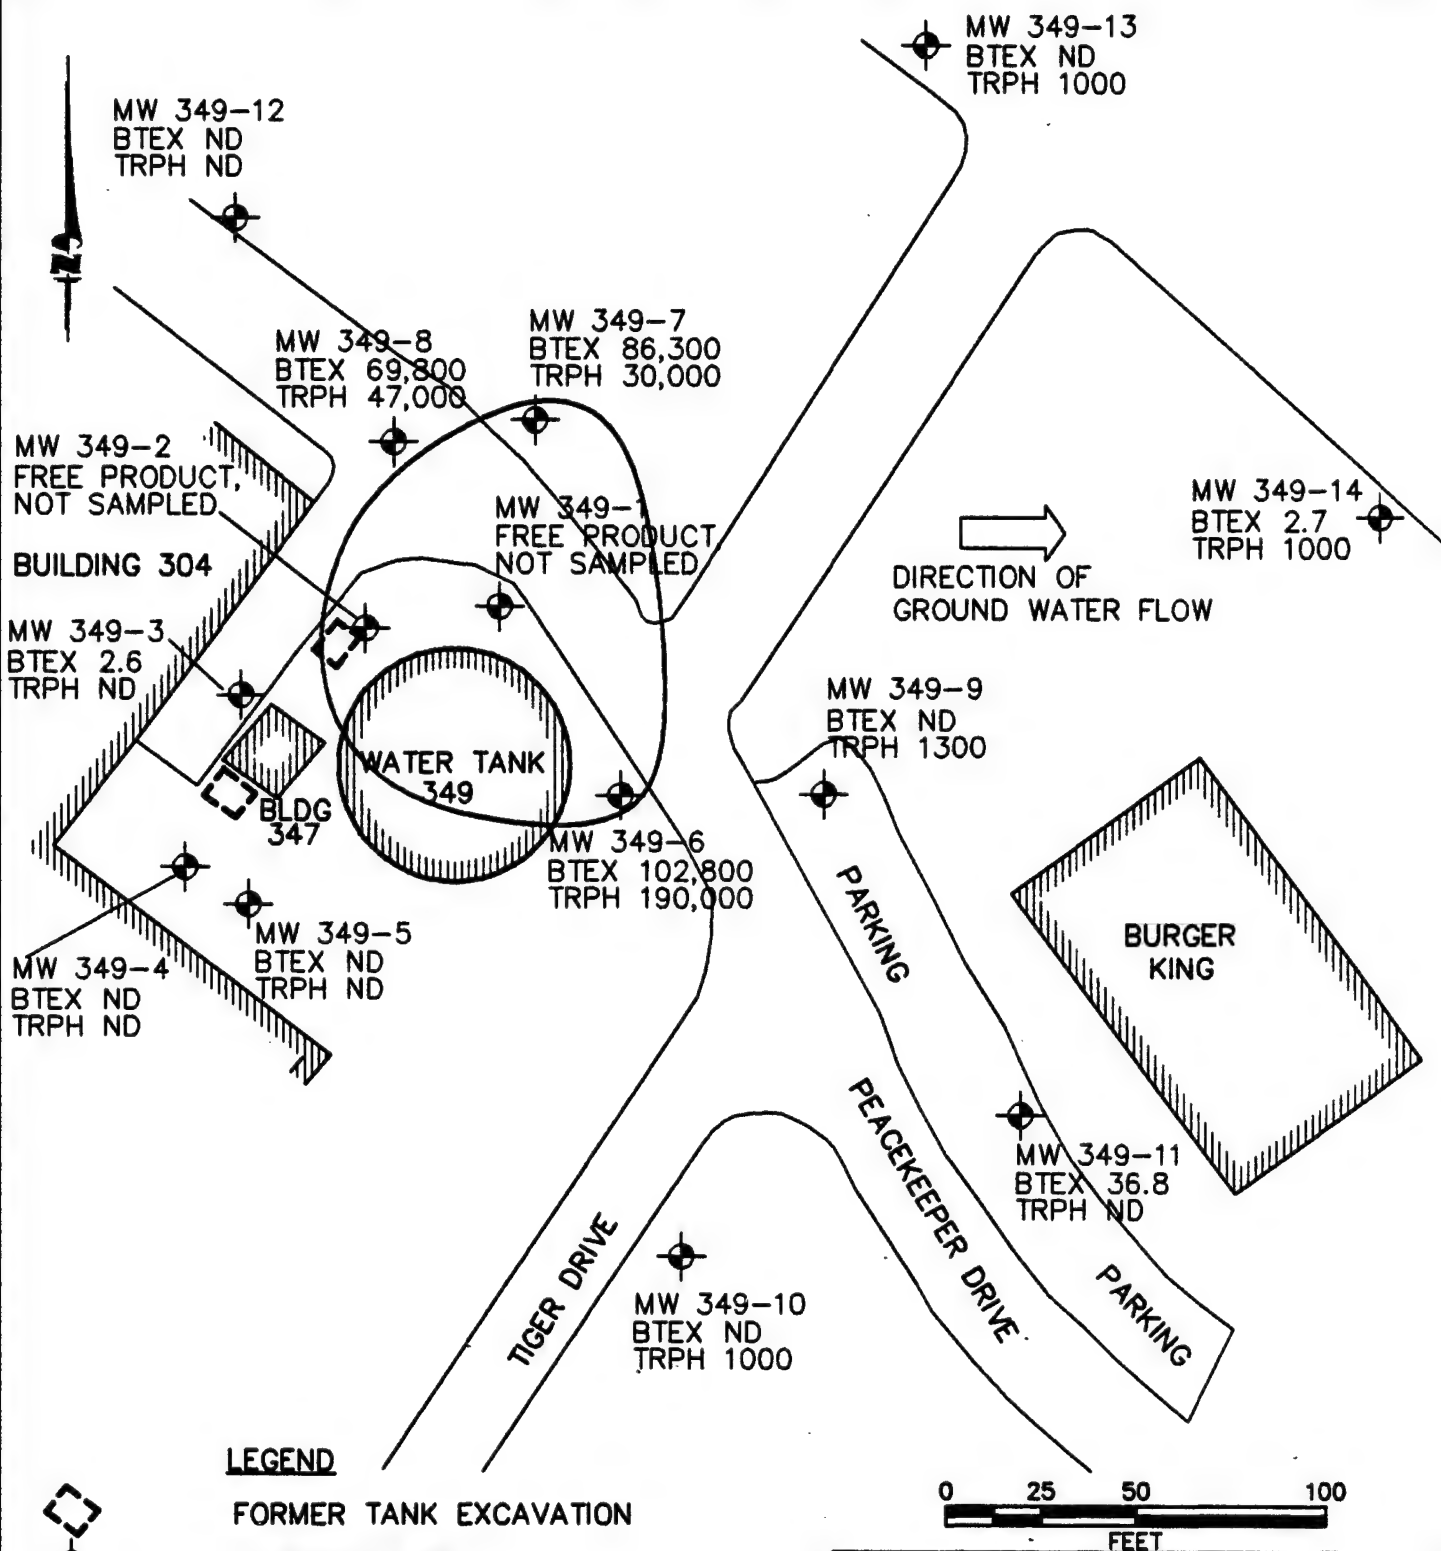 MW 349-13
BTEX ND
TRPH 1000
MW 349-12
BTEX ND
TRPH ND
N
MW 349-7
BTEX 86,300
TRPH 30,000
MW 349-8
BTEX 69,800
TRPH 47,000
MW 349-2
FREE PRODUCT,
NOT SAMPLED
MW 349-1
FREE PRODUCT
NOT SAMPLED
MW 349-14
BTEX 2.7
TRPH 1000
BUILDING 304
DIRECTION OF
GROUND WATER FLOW
MW 349-3
BTEX 2.6
TRPH ND
MW 349-9
BTEX ND
TRPH 1300
WATER TANK
349
BLDG
347
MW 349-6
BTEX 102,800
TRPH 190,000
PARKING
BURGER
KING
MW 349-5
BTEX ND
TRPH ND
MW 349-4
BTEX ND
TRPH ND
PEACEKEEPER DRIVE
MW 349-11
BTEX 36.8
TRPH ND
TIGER DRIVE
PARKING
MW 349-10
BTEX ND
TRPH 1000
LEGEND
FORMER TANK EXCAVATION
0 25 50 100
FEET